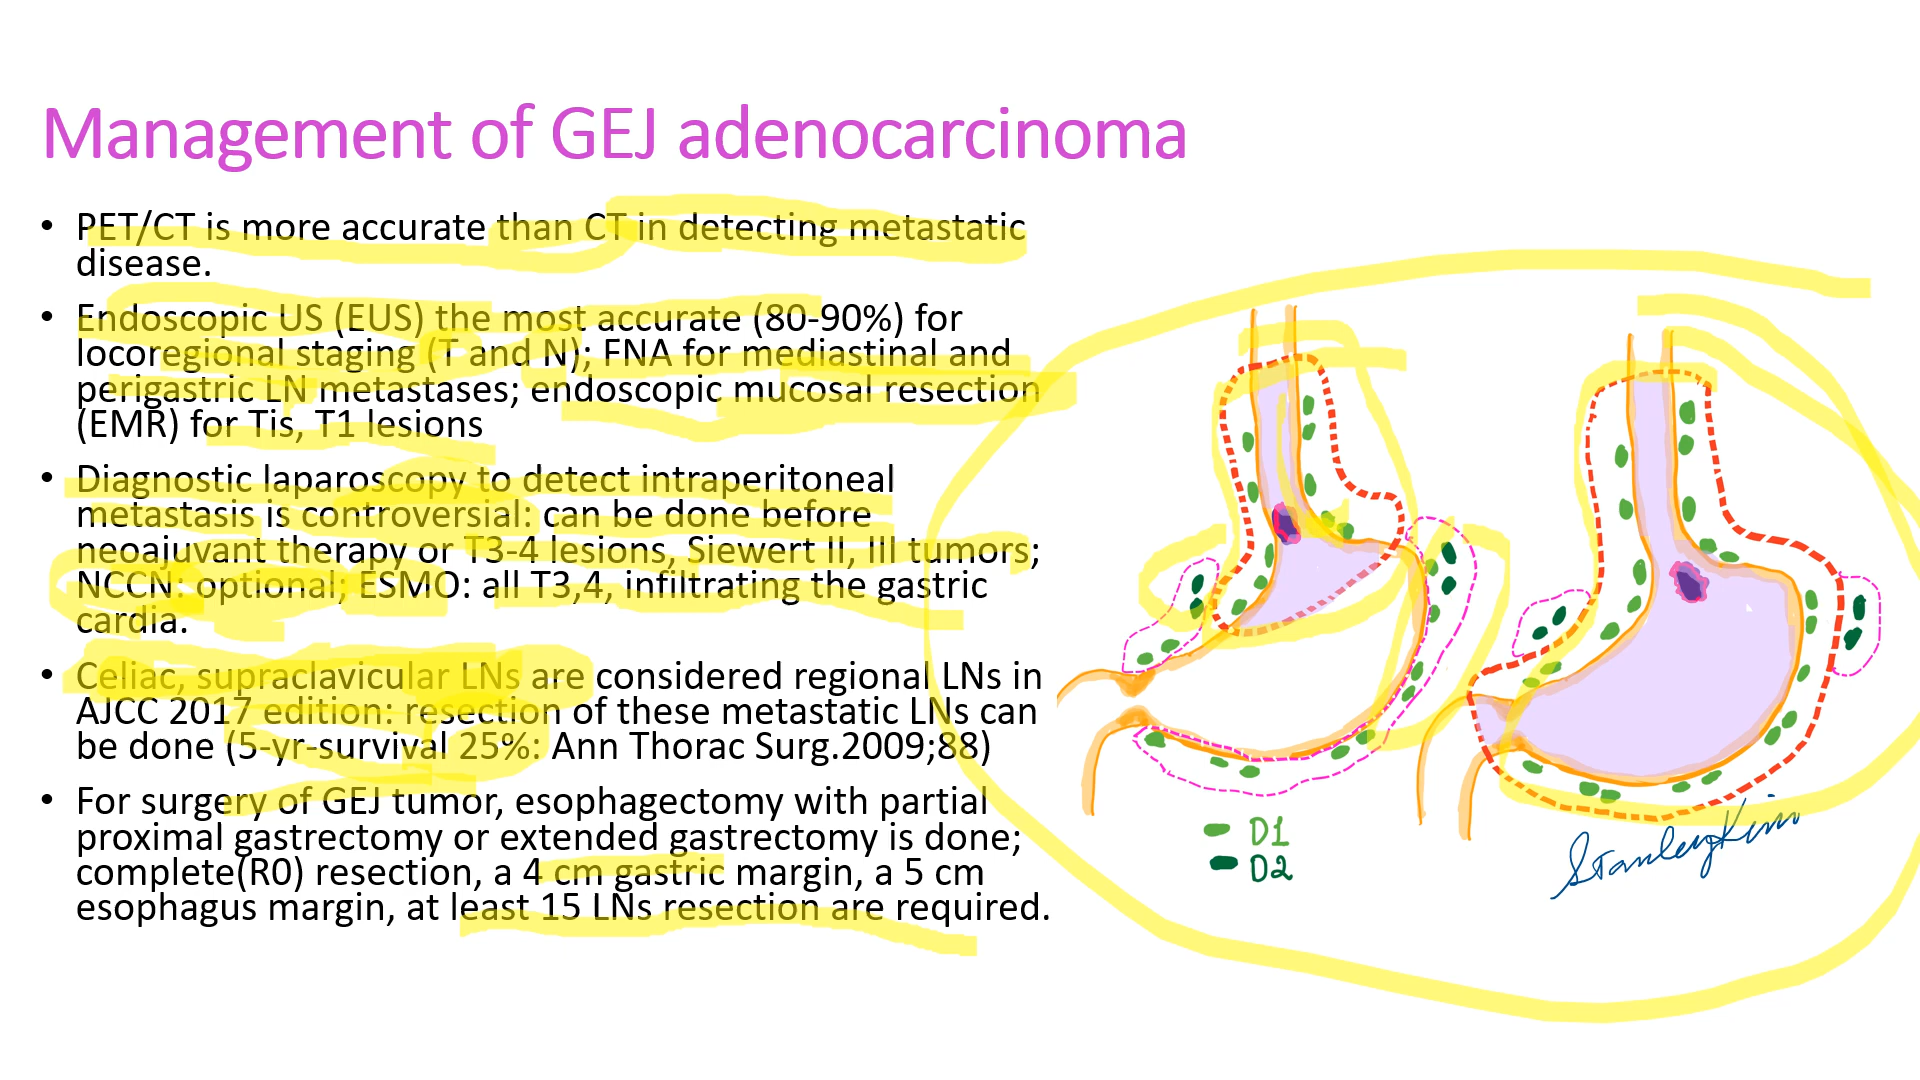 Management of GEJ adenocarcinoma
• PET/CT is more accurate than CT in detecting metastatic
disease.
• Endoscopic US (EUS) the most accurate (80-90%) for
locoregional staging (T and N); FNA for mediastinal and
perigastric LN metastases; endoscopic mucosal resection
(EMR) for Tis, T1 lesions
• Diagnostic laparoscopy to detect intraperitoneal
metastasis is controversial: can be done before
neoajuvant therapy or T3-4 lesions, Siewert II, III tumors;
NCCN: optional; ESMO: all T3,4, infiltrating the gastric
cardia.
• Celiac, supraclavicular LNs are considered regional LNs in
AJCC 2017 edition: resection of these metastatic LNs can
be done (5-yr-survival 25%: Ann Thorac Surg.2009;88)
• For surgery of GEJ tumor, esophagectomy with partial
proximal gastrectomy or extended gastrectomy is done;
complete(R0) resection, a 4 cm gastric margin, a 5 cm
esophagus margin, at least 15 LNs resection are required.
D1
D2
Stanley Kim